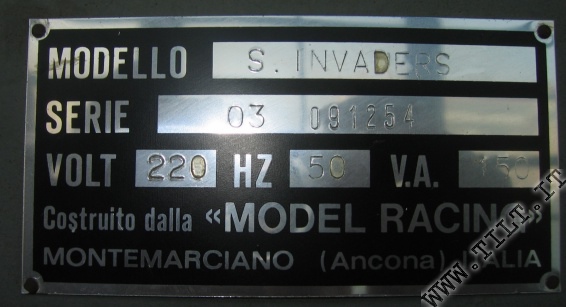 MODELLO S. INVADERS
SERIE 03 091254
VOLT 220 HZ 50 V.A. 150
Costruito dalla «MODEL RACING»
MONTEMARCIANO (Ancona) ITALIA
WWW.TILT.IT